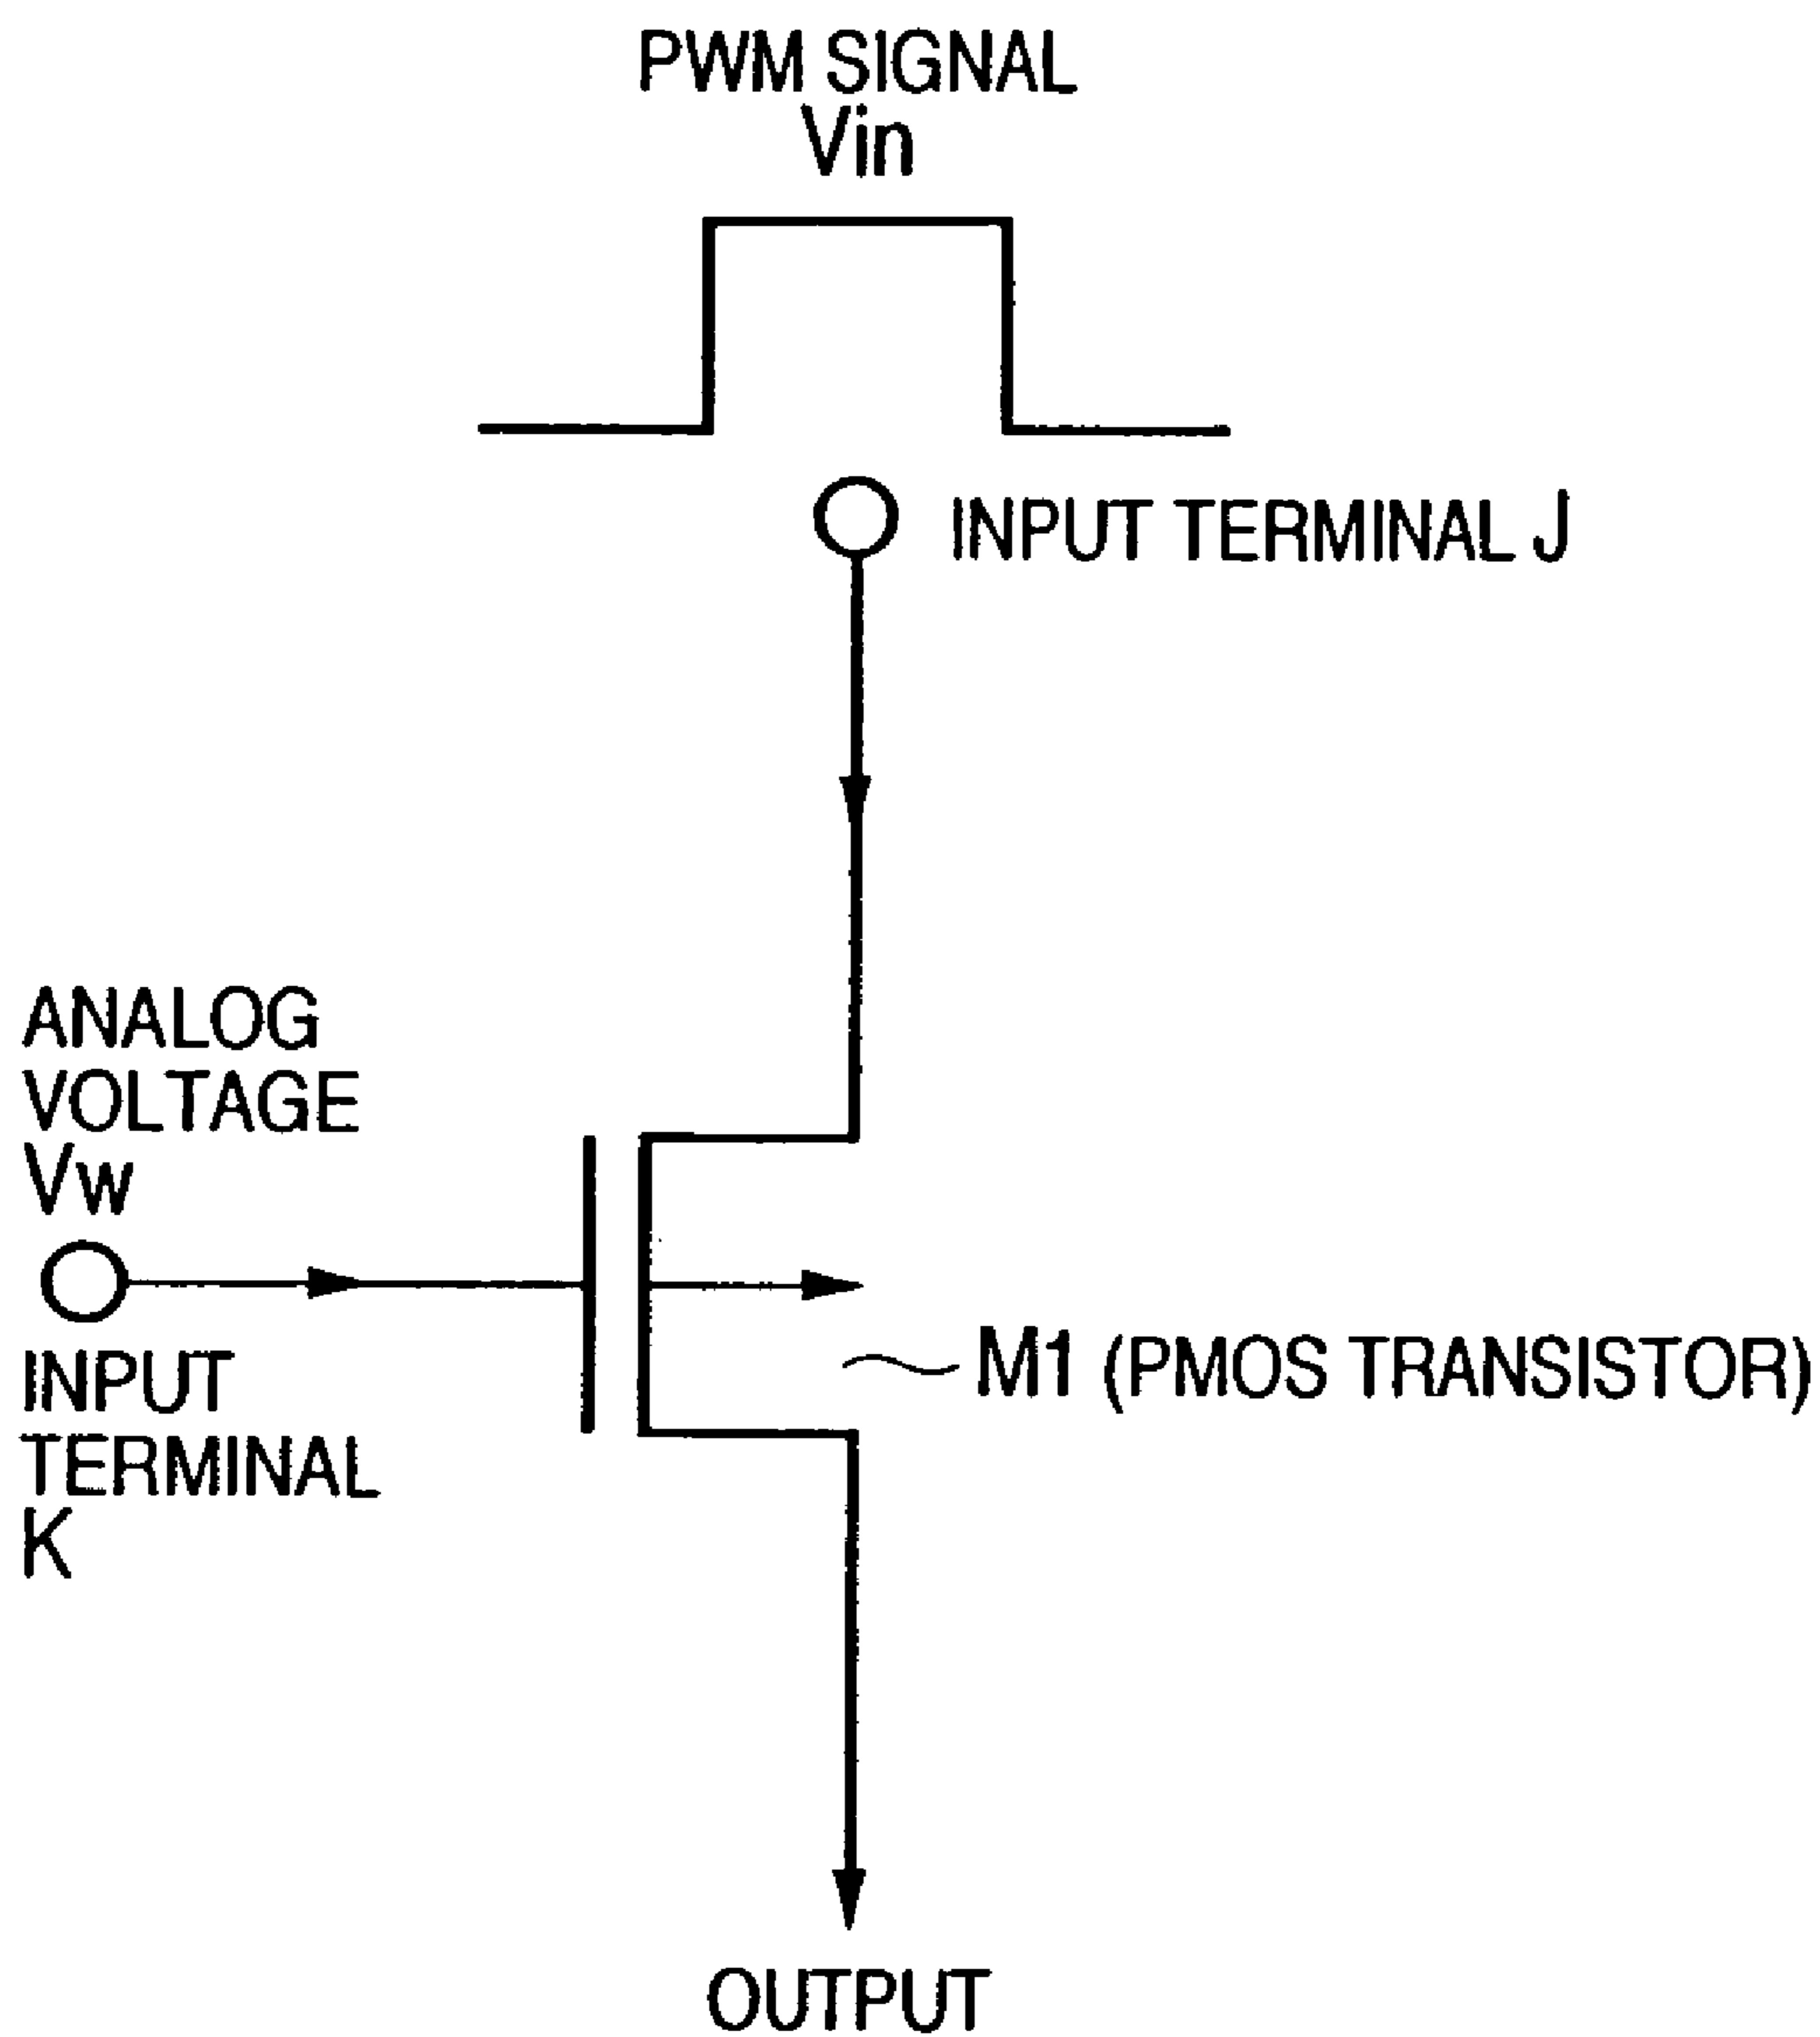 PWM SIGNAL
Vin
INPUT TERMINAL J
ANALOG
VOLTAGE
Vw
INPUT
TERMINAL
K
M1 (PMOS TRANSISTOR)
OUTPUT